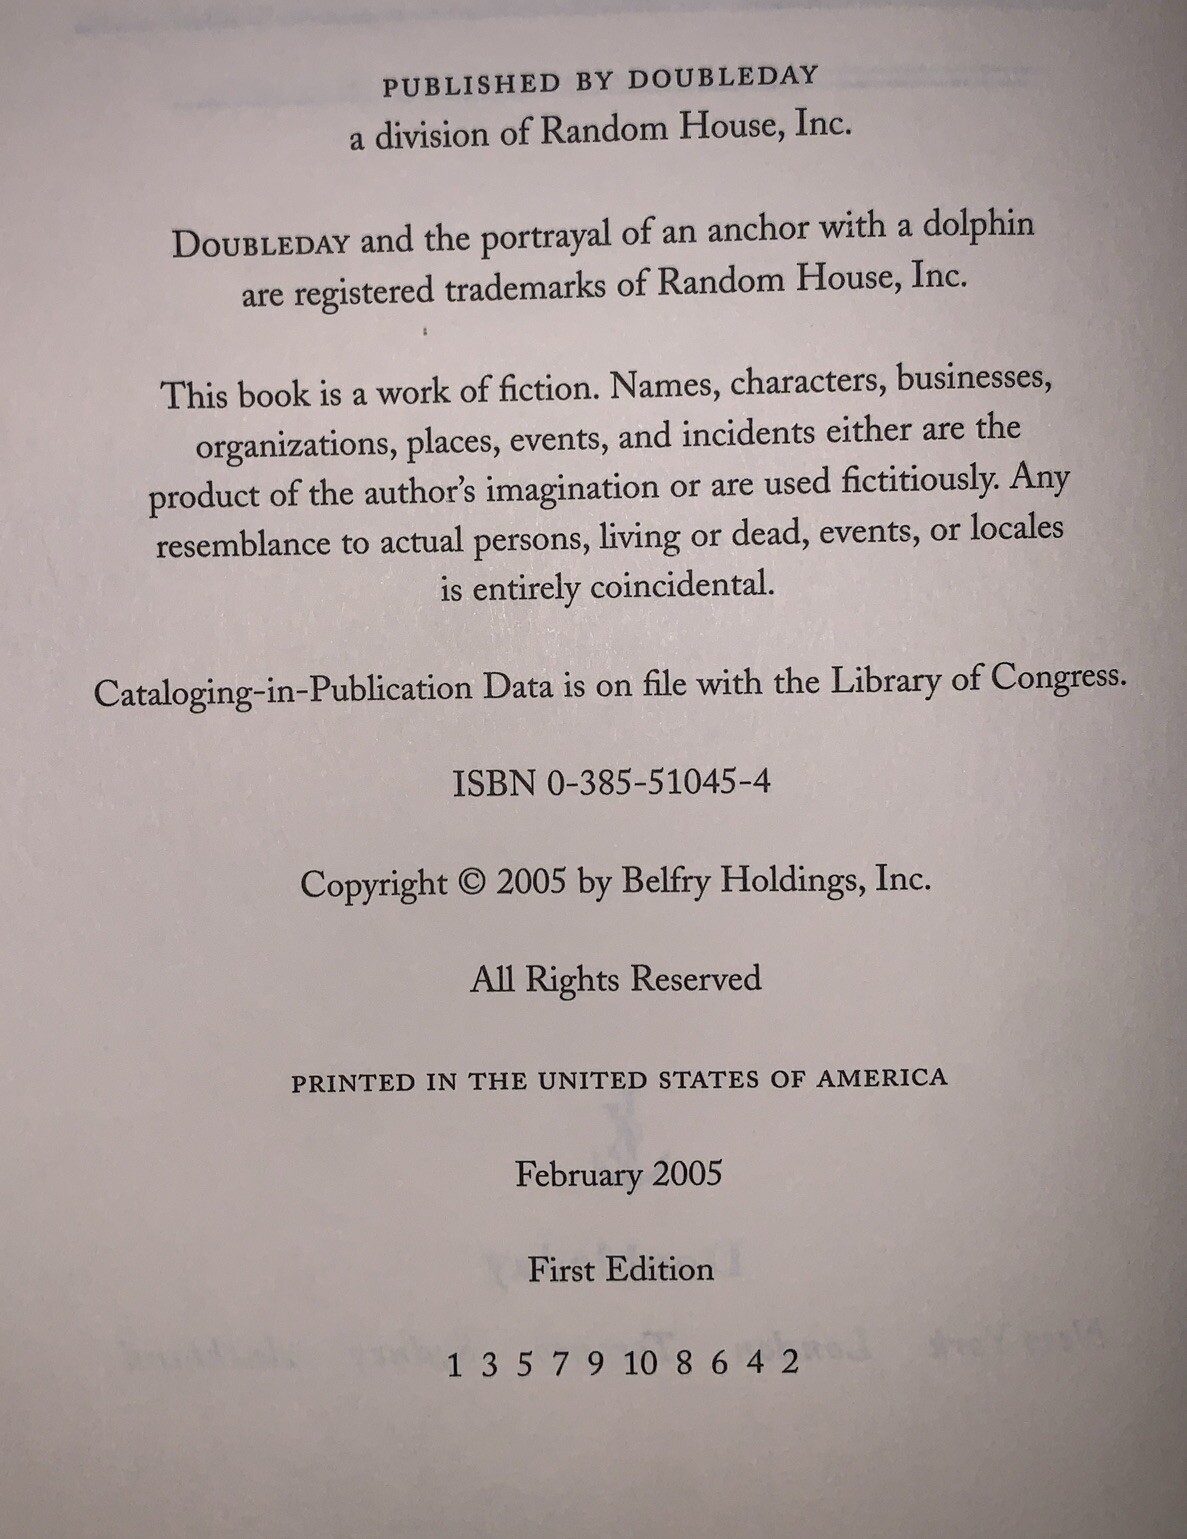 PUBLISHED BY DOUBLEDAY
a division of Random House, Inc.
DOUBLEDAY and the portrayal of an anchor with a dolphin
are registered trademarks of Random House, Inc.
This book is a work of fiction. Names, characters, businesses,
organizations, places, events, and incidents either are the
product of the author's imagination or are used fictitiously. Any
resemblance to actual persons, living or dead, events, or locales
is entirely coincidental.
Cataloging-in-Publication Data is on file with the Library of Congress.
ISBN 0-385-51045-4
Copyright © 2005 by Belfry Holdings, Inc.
All Rights Reserved
PRINTED IN THE UNITED STATES OF AMERICA
February 2005
First Edition
1 3 5 7 9 10 8 6 4 2